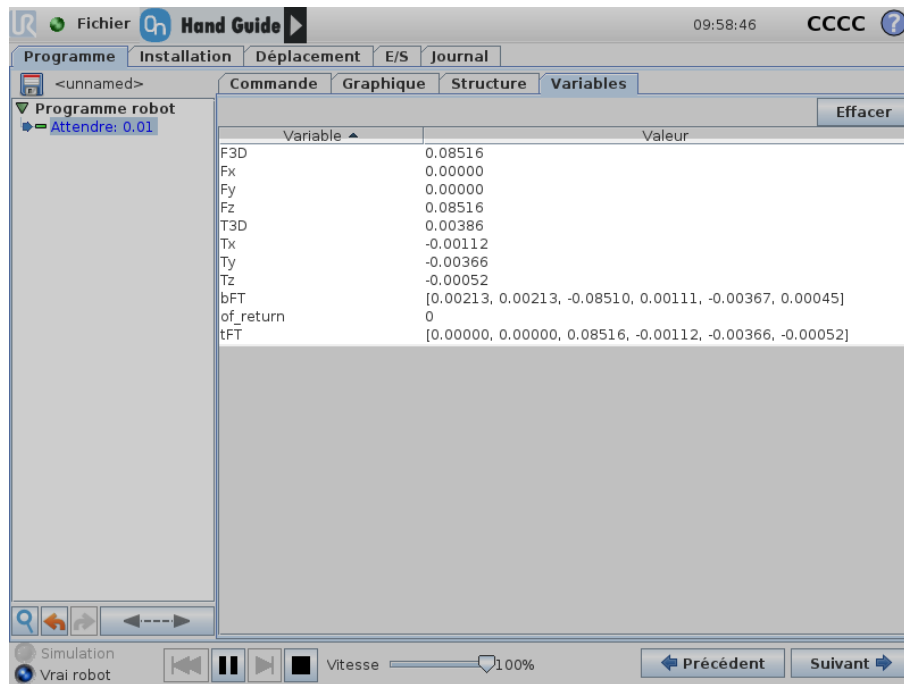 UR Fichier On Hand Guide 09:58:46 CCCC ?
Programme Installation Déplacement E/S Journal
<unnamed> Commande Graphique Structure Variables
Programme robot Effacer
Attendre: 0.01
Variable Valeur
F3D 0.08516
Fx 0.00000
Fy 0.00000
Fz 0.08516
T3D 0.00386
Tx -0.00112
Ty -0.00366
Tz -0.00052
bFT [0.00213, 0.00213, -0.08510, 0.00111, -0.00367, 0.00045]
of_return 0
tFT [0.00000, 0.00000, 0.08516, -0.00112, -0.00366, -0.00052]
Simulation
Vrai robot Vitesse 100% Précédent Suivant